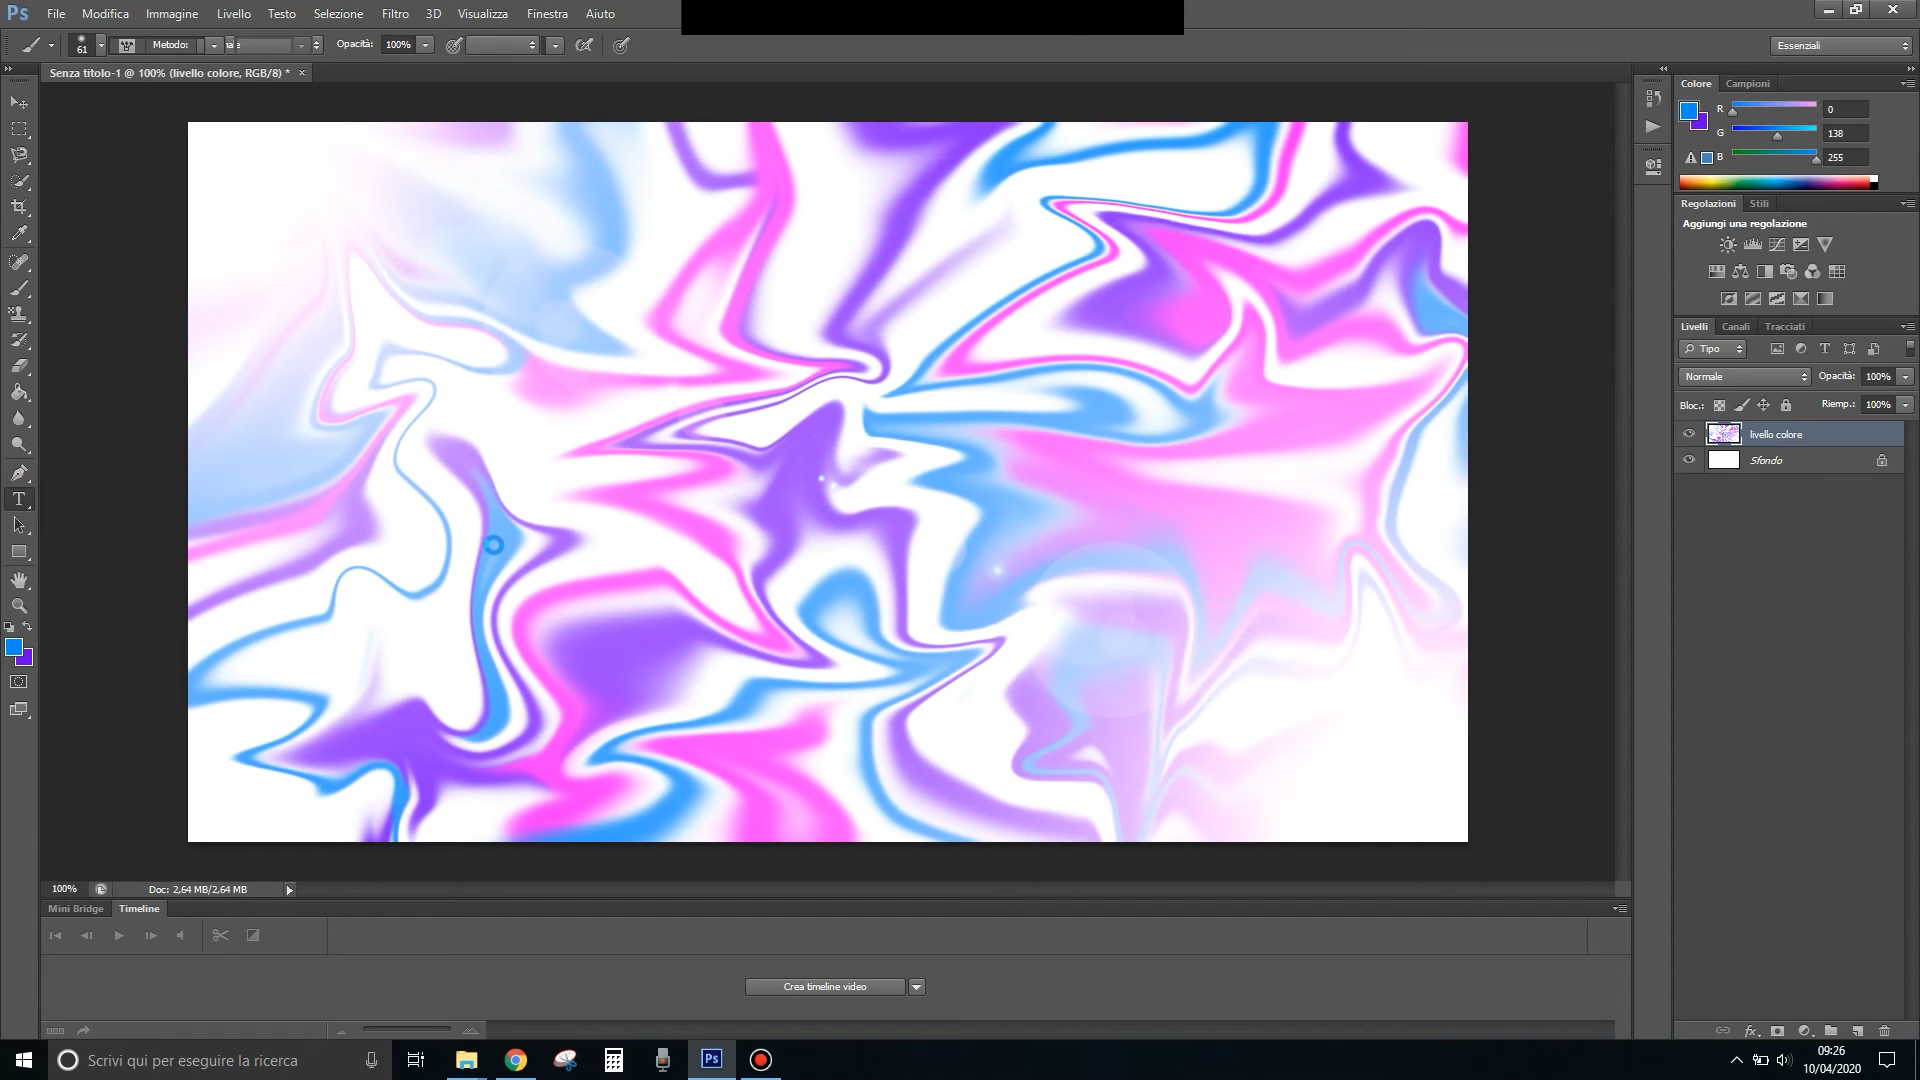 Ps File Modifica Immagine Livello Testo Selezione Filtro 3D Visualizza Finestra Aiuto
61 Metodo: Opacità: 100% Essenziali
Senza titolo-1 @ 100% (livello colore, RGB/8) * ×
Colore Campioni
R 0
G 138
B 255
Regolazioni Stili
Aggiungi una regolazione
Livelli Canali Tracciati
Tipo
Normale Opacità: 100%
Bloc.: Riemp.: 100%
livello colore
Sfondo
T
100% Doc: 2,64 MB/2,64 MB
Mini Bridge Timeline
Crea timeline video
fx
Scrivi qui per eseguire la ricerca
Ps
09:26
10/04/2020